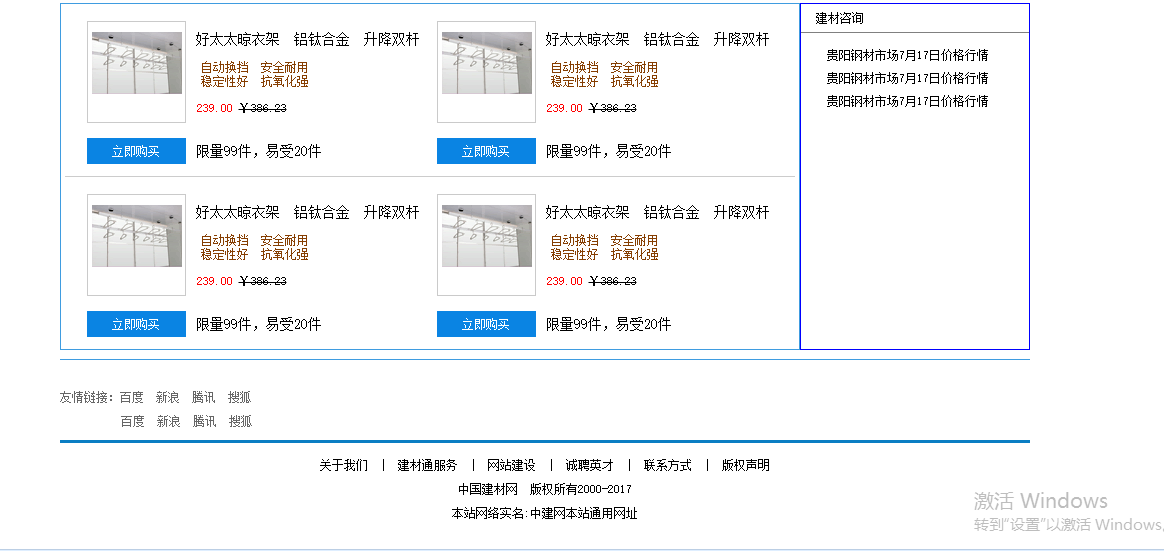 好太太晾衣架 铝钛合金 升降双杆
自动换挡 安全耐用
稳定性好 抗氧化强
239.00 ￥386.23
立即购买 限量99件，易受20件
好太太晾衣架 铝钛合金 升降双杆
自动换挡 安全耐用
稳定性好 抗氧化强
239.00 ￥386.23
立即购买 限量99件，易受20件
好太太晾衣架 铝钛合金 升降双杆
自动换挡 安全耐用
稳定性好 抗氧化强
239.00 ￥386.23
立即购买 限量99件，易受20件
好太太晾衣架 铝钛合金 升降双杆
自动换挡 安全耐用
稳定性好 抗氧化强
239.00 ￥386.23
立即购买 限量99件，易受20件
建材咨询
贵阳钢材市场7月17日价格行情
贵阳钢材市场7月17日价格行情
贵阳钢材市场7月17日价格行情
友情链接：百度 新浪 腾讯 搜狐
百度 新浪 腾讯 搜狐
关于我们 | 建材通服务 | 网站建设 | 诚聘英才 | 联系方式 | 版权声明
中国建材网 版权所有2000-2017
本站网络实名:中建网本站通用网址
激活 Windows
转到“设置”以激活 Windows。